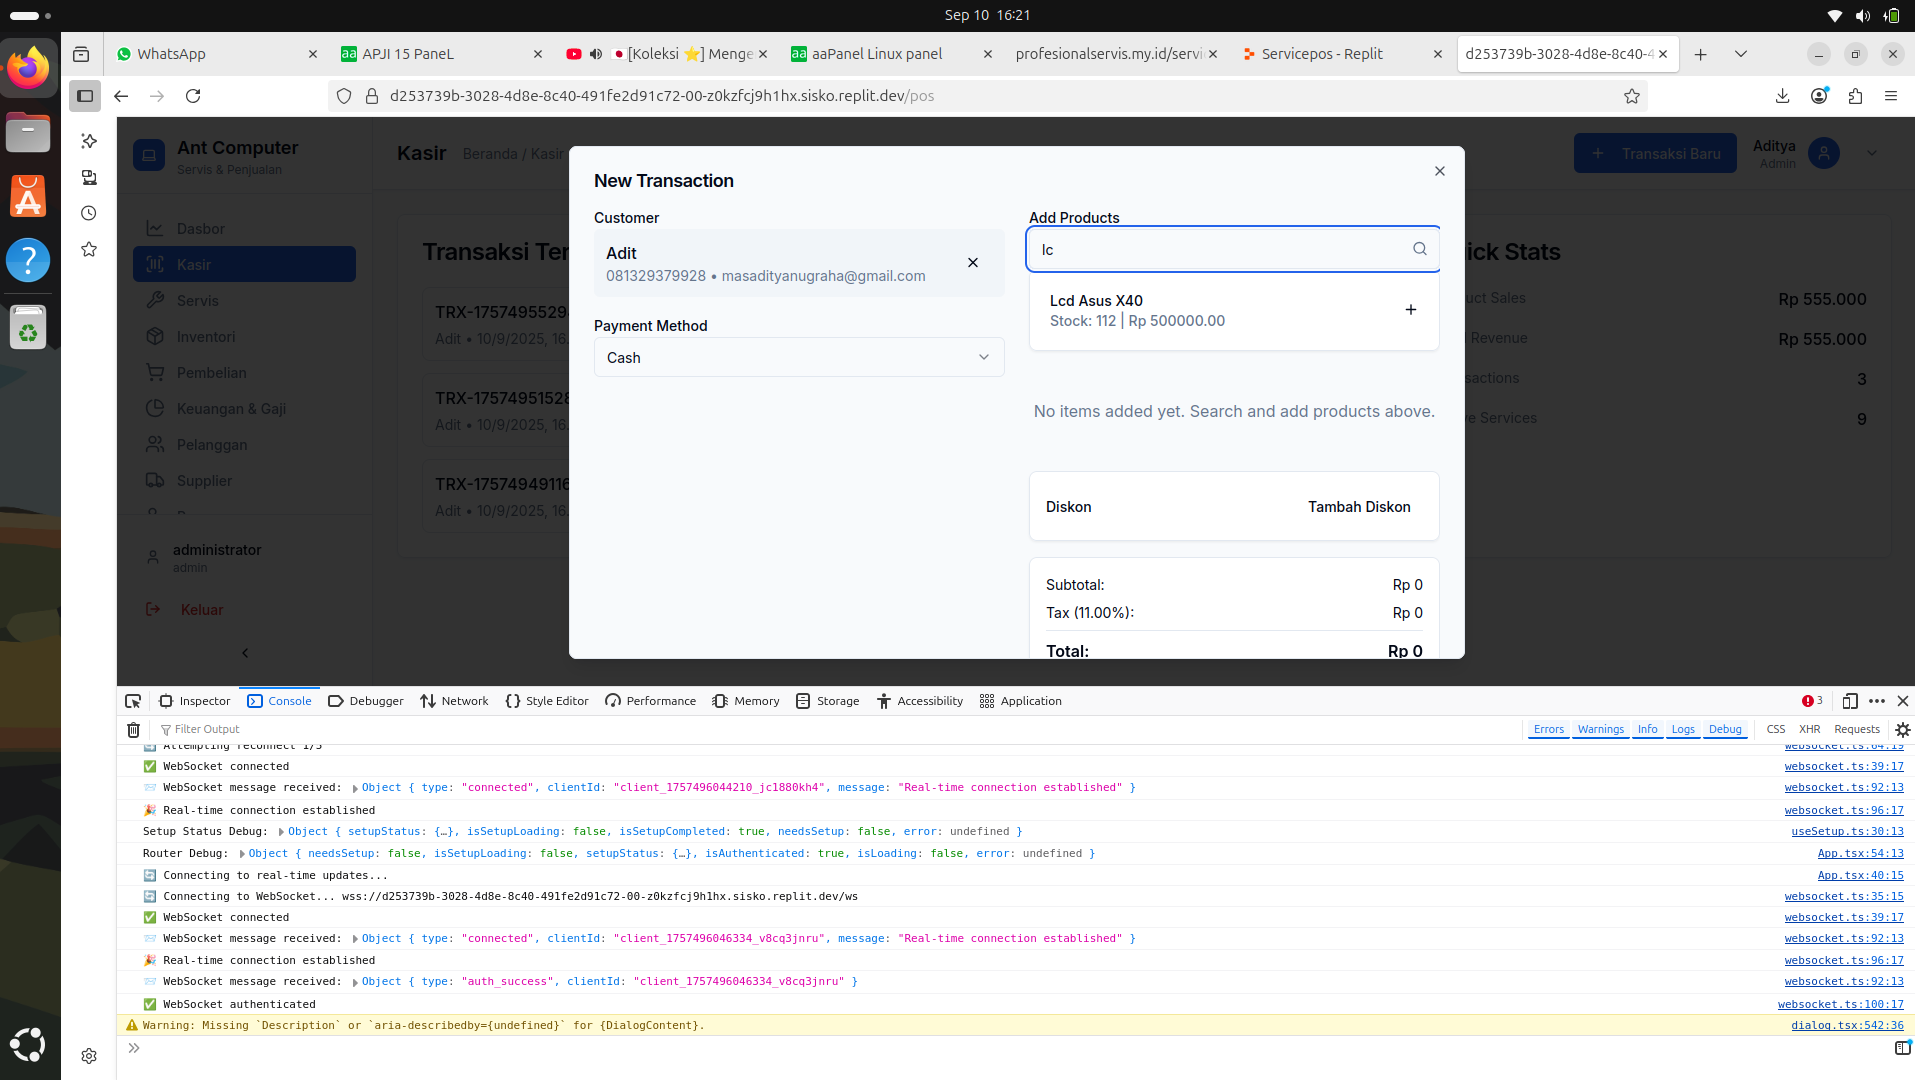 Sep 10 16:21
WhatsApp
APJI 15 PaneL
[Koleksi ⭐] Menge
aaPanel Linux panel
profesionalservis.my.id/servi
Servicepos - Replit
d253739b-3028-4d8e-8c40-4
d253739b-3028-4d8e-8c40-491fe2d91c72-00-z0kzfcj9h1hx.sisko.replit.dev/pos
Ant Computer
Servis & Penjualan
Kasir
Beranda / Kasir
Transaksi Baru
Aditya
Admin
Dasbor
Kasir
Servis
Inventori
Pembelian
Keuangan & Gaji
Pelanggan
Supplier
administrator
admin
Keluar
Transaksi Ter
TRX-17574955294
Adit • 10/9/2025, 16.
TRX-17574951528
Adit • 10/9/2025, 16.
TRX-17574949116
Adit • 10/9/2025, 16.
New Transaction
Customer
Adit
081329379928 • masadityanugraha@gmail.com
Payment Method
Cash
Add Products
lc
Lcd Asus X40
Stock: 112 | Rp 500000.00
No items added yet. Search and add products above.
Diskon
Tambah Diskon
Subtotal:
Rp 0
Tax (11.00%):
Rp 0
Total:
Rp 0
ick Stats
uct Sales
Rp 555.000
Revenue
Rp 555.000
sactions
3
ve Services
9
Inspector
Console
Debugger
Network
Style Editor
Performance
Memory
Storage
Accessibility
Application
3
Filter Output
Errors
Warnings
Info
Logs
Debug
CSS
XHR
Requests
Attempting reconnect 1/5
websocket.ts:64:19
✅ WebSocket connected
websocket.ts:39:17
📨 WebSocket message received: Object { type: "connected", clientId: "client_1757496044210_jc1880kh4", message: "Real-time connection established" }
websocket.ts:92:13
🎉 Real-time connection established
websocket.ts:96:17
Setup Status Debug: Object { setupStatus: {…}, isSetupLoading: false, isSetupCompleted: true, needsSetup: false, error: undefined }
useSetup.ts:30:13
Router Debug: Object { needsSetup: false, isSetupLoading: false, setupStatus: {…}, isAuthenticated: true, isLoading: false, error: undefined }
App.tsx:54:13
🔄 Connecting to real-time updates...
App.tsx:40:15
🔄 Connecting to WebSocket... wss://d253739b-3028-4d8e-8c40-491fe2d91c72-00-z0kzfcj9h1hx.sisko.replit.dev/ws
websocket.ts:35:15
✅ WebSocket connected
websocket.ts:39:17
📨 WebSocket message received: Object { type: "connected", clientId: "client_1757496046334_v8cq3jnru", message: "Real-time connection established" }
websocket.ts:92:13
🎉 Real-time connection established
websocket.ts:96:17
📨 WebSocket message received: Object { type: "auth_success", clientId: "client_1757496046334_v8cq3jnru" }
websocket.ts:92:13
✅ WebSocket authenticated
websocket.ts:100:17
Warning: Missing `Description` or `aria-describedby={undefined}` for {DialogContent}.
dialog.tsx:542:36